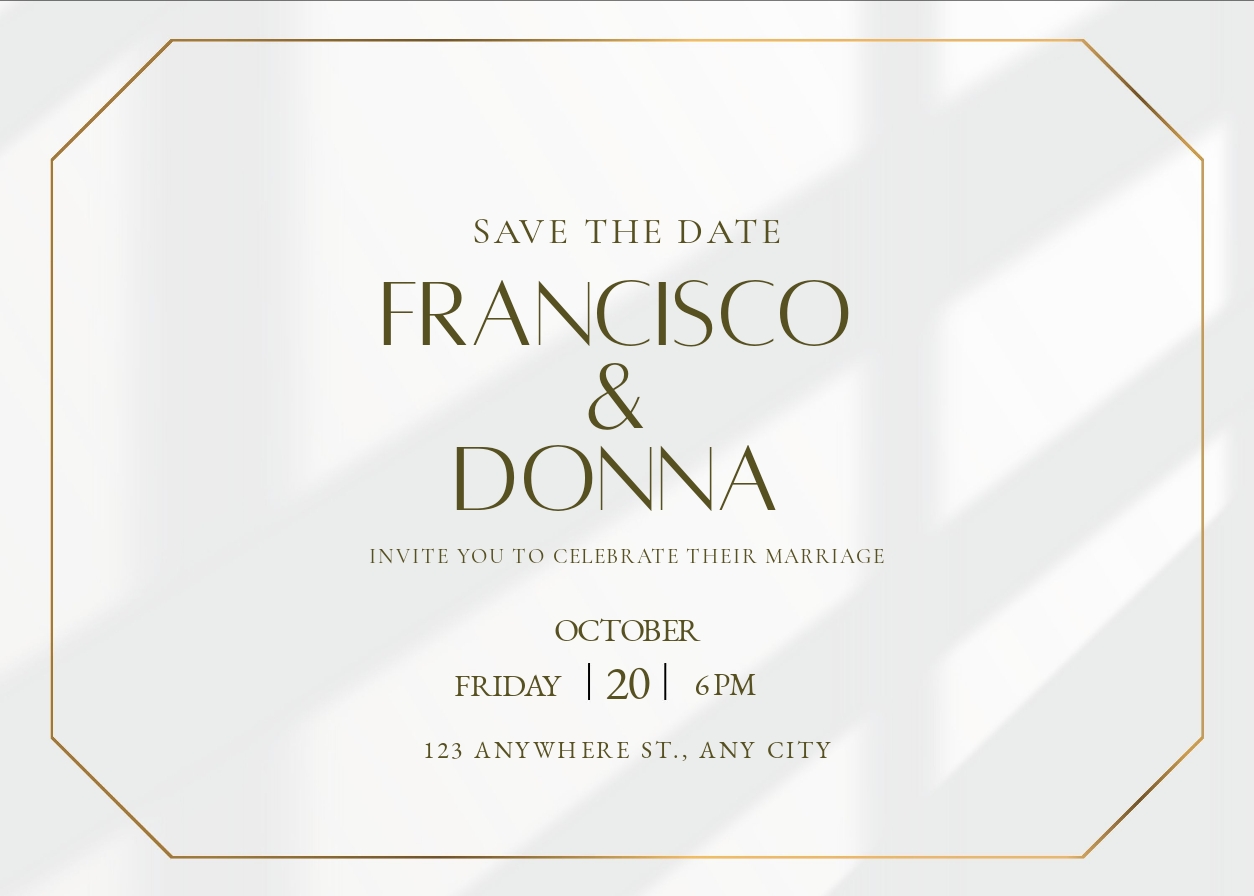 SAVE THE DATE
FRANCISCO
&
DONNA
INVITE YOU TO CELEBRATE THEIR MARRIAGE
OCTOBER
FRIDAY | 20 | 6PM
123 ANYWHERE ST., ANY CITY